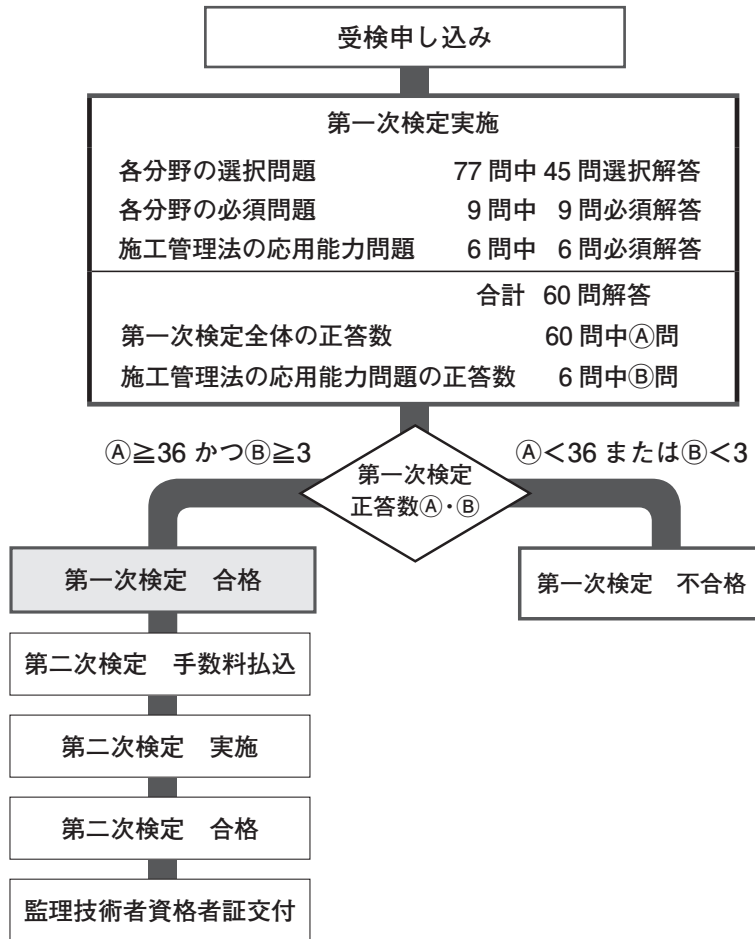 受検申し込み
第一次検定実施
各分野の選択問題 77問中 45問選択解答
各分野の必須問題 9問中 9問必須解答
施工管理法の応用能力問題 6問中 6問必須解答
合計 60問解答
第一次検定全体の正答数 60問中Ⓐ問
施工管理法の応用能力問題の正答数 6問中Ⓑ問
Ⓐ≧36 かつⒷ≧3
Ⓐ<36 またはⒷ<3
第一次検定
正答数Ⓐ・Ⓑ
第一次検定 合格
第一次検定 不合格
第二次検定 手数料払込
第二次検定 実施
第二次検定 合格
監理技術者資格者証交付